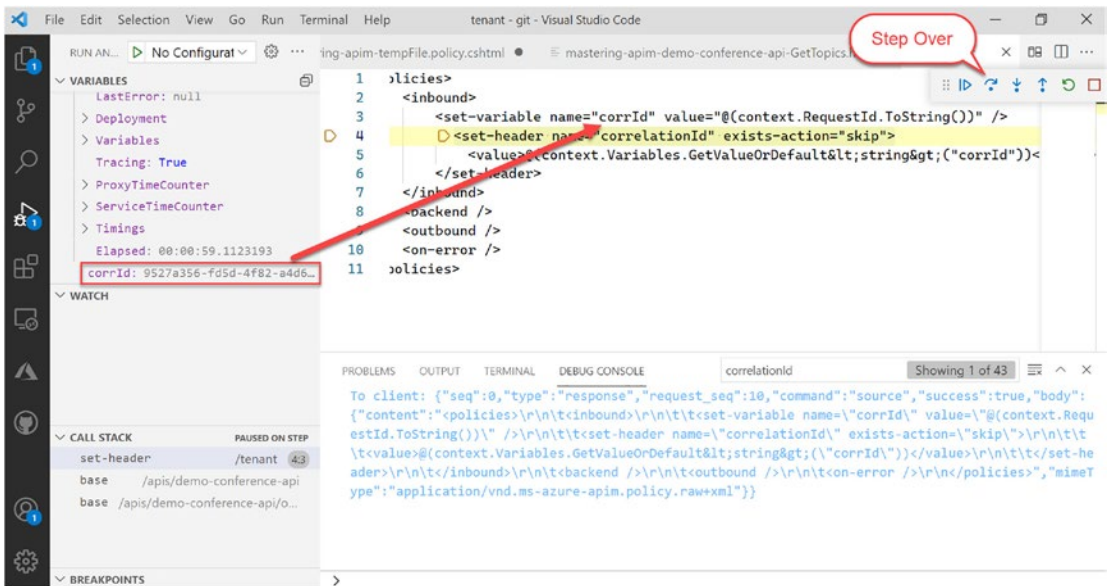 File Edit Selection View Go Run Terminal Help tenant - git - Visual Studio Code
Step Over
RUN AN... No Configurat ...
ing-apim-tempFile.policy.cshtml mastering-apim-demo-conference-api-GetTopics.
VARIABLES
LastError: null
Deployment
Variables
Tracing: True
ProxyTimeCounter
ServiceTimeCounter
Timings
Elapsed: 00:00:59.1123193
corrId: 9527a356-fd5d-4f82-a4d6…
WATCH
CALL STACK PAUSED ON STEP
set-header /tenant 4:3
base /apis/demo-conference-api
base /apis/demo-conference-api/o...
BREAKPOINTS
1 olicies>
2 <inbound>
3 <set-variable name="corrId" value="@(context.RequestId.ToString())" />
4 <set-header name="correlationId" exists-action="skip">
5 <value>@(context.Variables.GetValueOrDefault&lt;string&gt;("corrId"))<
6 </set-header>
7 </inbound>
8 <backend />
9 <outbound />
10 <on-error />
11 policies>
PROBLEMS OUTPUT TERMINAL DEBUG CONSOLE correlationId Showing 1 of 43
To client: {"seq":0,"type":"response","request_seq":10,"command":"source","success":true,"body":
{"content":"<policies>\r\n\t<inbound>\r\n\t\t<set-variable name=\"corrId\" value=\"@(context.Requ
estId.ToString())\" />\r\n\t\t<set-header name=\"correlationId\" exists-action=\"skip\">\r\n\t\t
\t<value>@(context.Variables.GetValueOrDefault&lt;string&gt;(\"corrId\"))</value>\r\n\t\t</set-he
ader>\r\n\t</inbound>\r\n\t<backend />\r\n\t<outbound />\r\n\t<on-error />\r\n</policies>","mimeT
ype":"application/vnd.ms-azure-apim.policy.raw+xml"}}